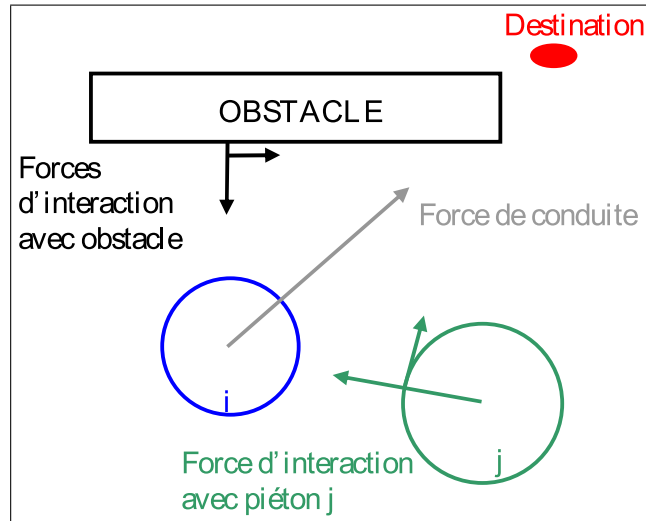 Destination
OBSTACLE
Forces
d'interaction
avec obstacle
Force de conduite
i
j
Force d'interaction
avec piéton j